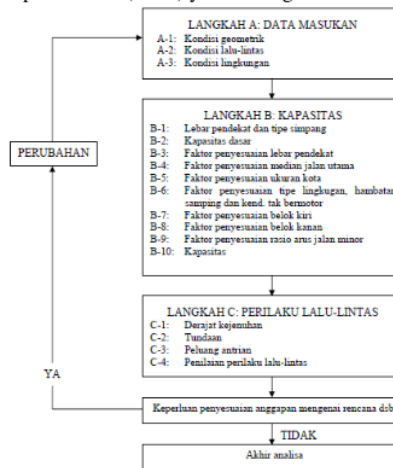 LANGKAH A: DATA MASUKAN
A-1: Kondisi geometrik
A-2: Kondisi lalu-lintas
A-3: Kondisi lingkungan
LANGKAH B: KAPASITAS
B-1: Lebar pendekat dan tipe simpang
B-2: Kapasitas dasar
B-3: Faktor penyesuaian lebar pendekat
B-4: Faktor penyesuaian median jalan utama
B-5: Faktor penyesuaian ukuran kota
B-6: Faktor penyesuaian tipe lingkugan, hambatan
samping dan kend. tak bermotor
B-7: Faktor penyesuaian belok kiri
B-8: Faktor penyesuaian belok kanan
B-9: Faktor penyesuaian rasio arus jalan minor
B-10: Kapasitas
PERUBAHAN
LANGKAH C: PERILAKU LALU-LINTAS
C-1: Derajat kejenuhan
C-2: Tundaan
C-3: Peluang antrian
C-4: Penilaian perilaku lalu-lintas
YA
Keperluan penyesuaian anggapan mengenai rencana dsb
TIDAK
Akhir analisa